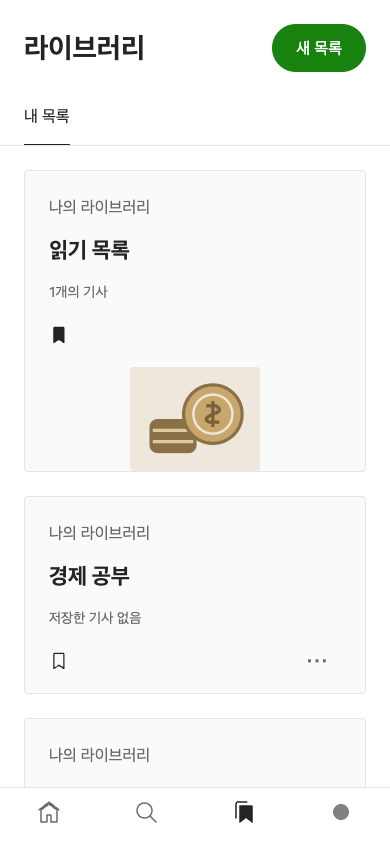 라이브러리
새 목록
내 목록
나의 라이브러리
읽기 목록
1개의 기사
나의 라이브러리
경제 공부
저장한 기사 없음
나의 라이브러리